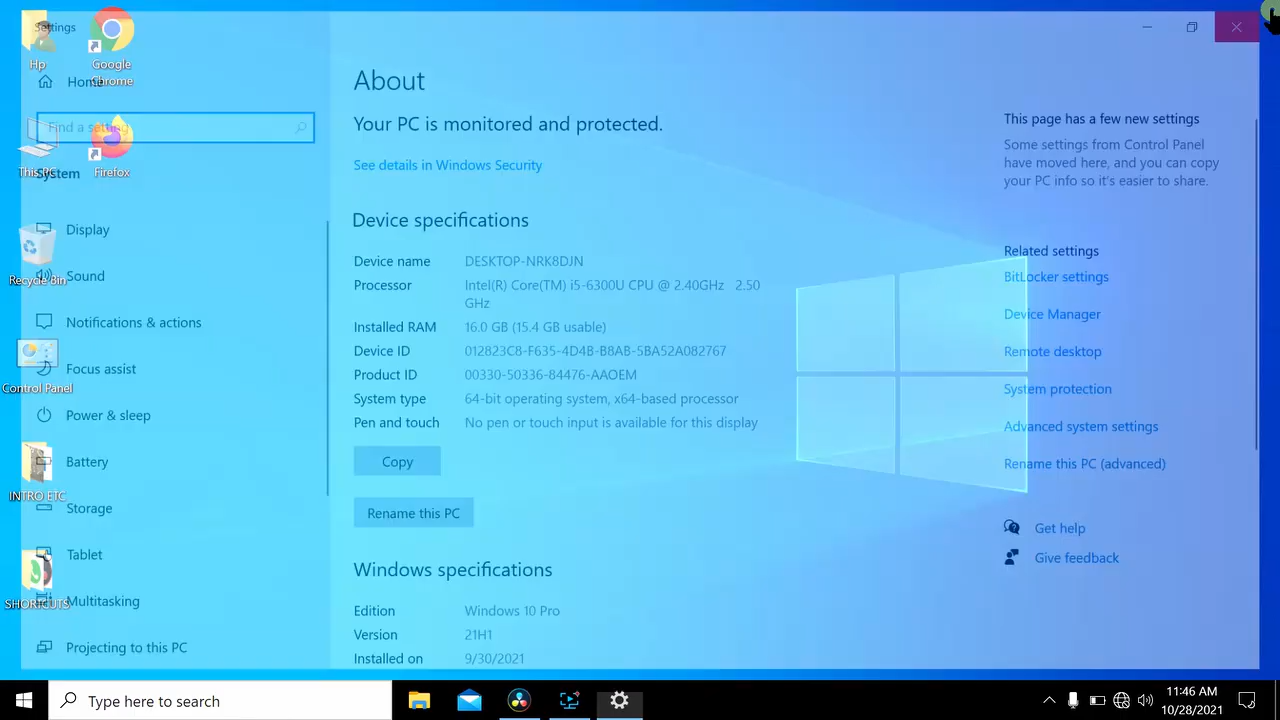 Settings
Hp
Google
Chrome
Home
Find a setting
This PC
Firefox
System
Display
Recycle Bin
Sound
Notifications & actions
Control Panel
Focus assist
Power & sleep
Battery
INTRO ETC
Storage
Tablet
SHORTCUTS
Multitasking
Projecting to this PC
About
Your PC is monitored and protected.
See details in Windows Security
Device specifications
Device name DESKTOP-NRK8DJN
Processor Intel(R) Core(TM) i5-6300U CPU @ 2.40GHz 2.50
GHz
Installed RAM 16.0 GB (15.4 GB usable)
Device ID 012823C8-F635-4D4B-B8AB-5BA52A082767
Product ID 00330-50336-84476-AAOEM
System type 64-bit operating system, x64-based processor
Pen and touch No pen or touch input is available for this display
Copy
Rename this PC
Windows specifications
Edition Windows 10 Pro
Version 21H1
Installed on 9/30/2021
This page has a few new settings
Some settings from Control Panel
have moved here, and you can copy
your PC info so it's easier to share.
Related settings
BitLocker settings
Device Manager
Remote desktop
System protection
Advanced system settings
Rename this PC (advanced)
Get help
Give feedback
Type here to search
11:46 AM
10/28/2021